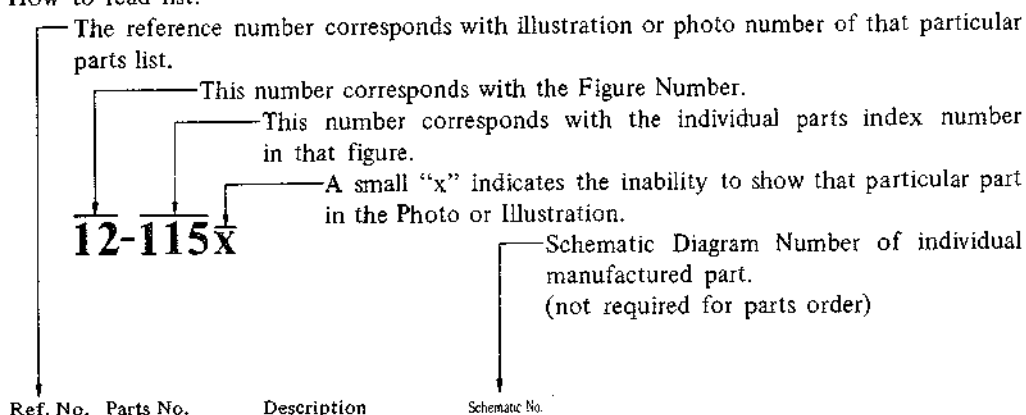 How to read list:
The reference number corresponds with illustration or photo number of that particular
parts list.
This number corresponds with the Figure Number.
This number corresponds with the individual parts index number
in that figure.
A small “x” indicates the inability to show that particular part
in the Photo or Illustration.
12-115x
Schematic Diagram Number of individual
manufactured part.
(not required for parts order)
Ref. No. Parts No. Description Schematic No.